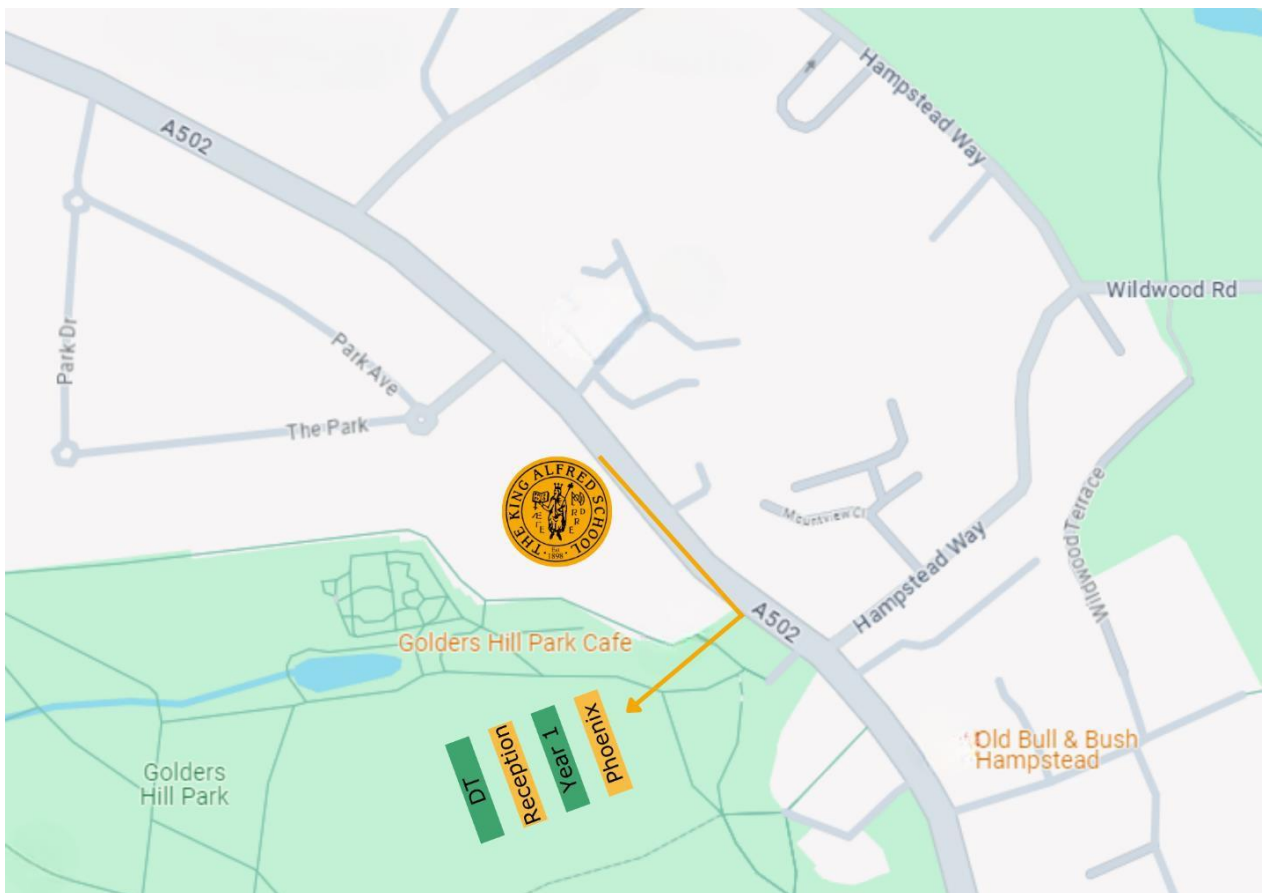 A502
Hampstead Way
Wildwood Rd
Park Dr
Park Ave
The Park
THE KING ALFRED SCHOOL
Est
1898
Mountview Cl
Hampstead Way
Wildwood Terrace
A502
Golders Hill Park Cafe
Phoenix
Year 1
Reception
DT
Old Bull & Bush
Hampstead
Golders
Hill Park